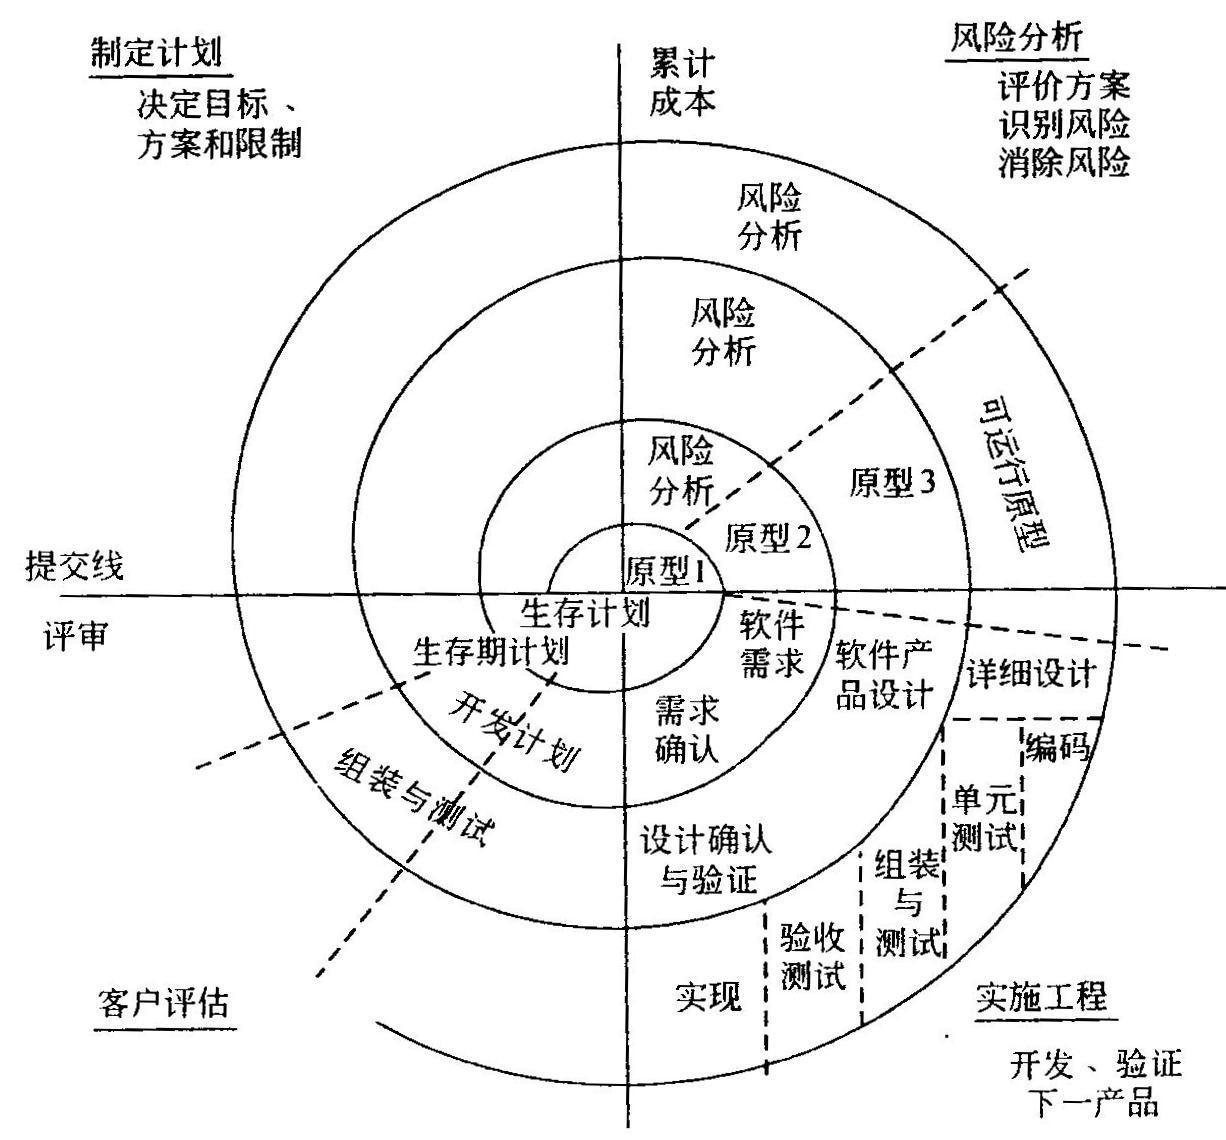 制定计划
决定目标、
方案和限制
累计
成本
风险分析
评价方案
识别风险
消除风险
风险
分析
风险
分析
风险
分析
可运行原型
原型3
原型2
原型1
提交线
评审
生存计划
生存期计划
开发计划
组装与测试
软件
需求
软件产
品设计
详细设计
需求
确认
编码
单元
测试
设计确认
与验证
组装
与
测试
验收
测试
实现
客户评估
实施工程
开发、验证
下一产品